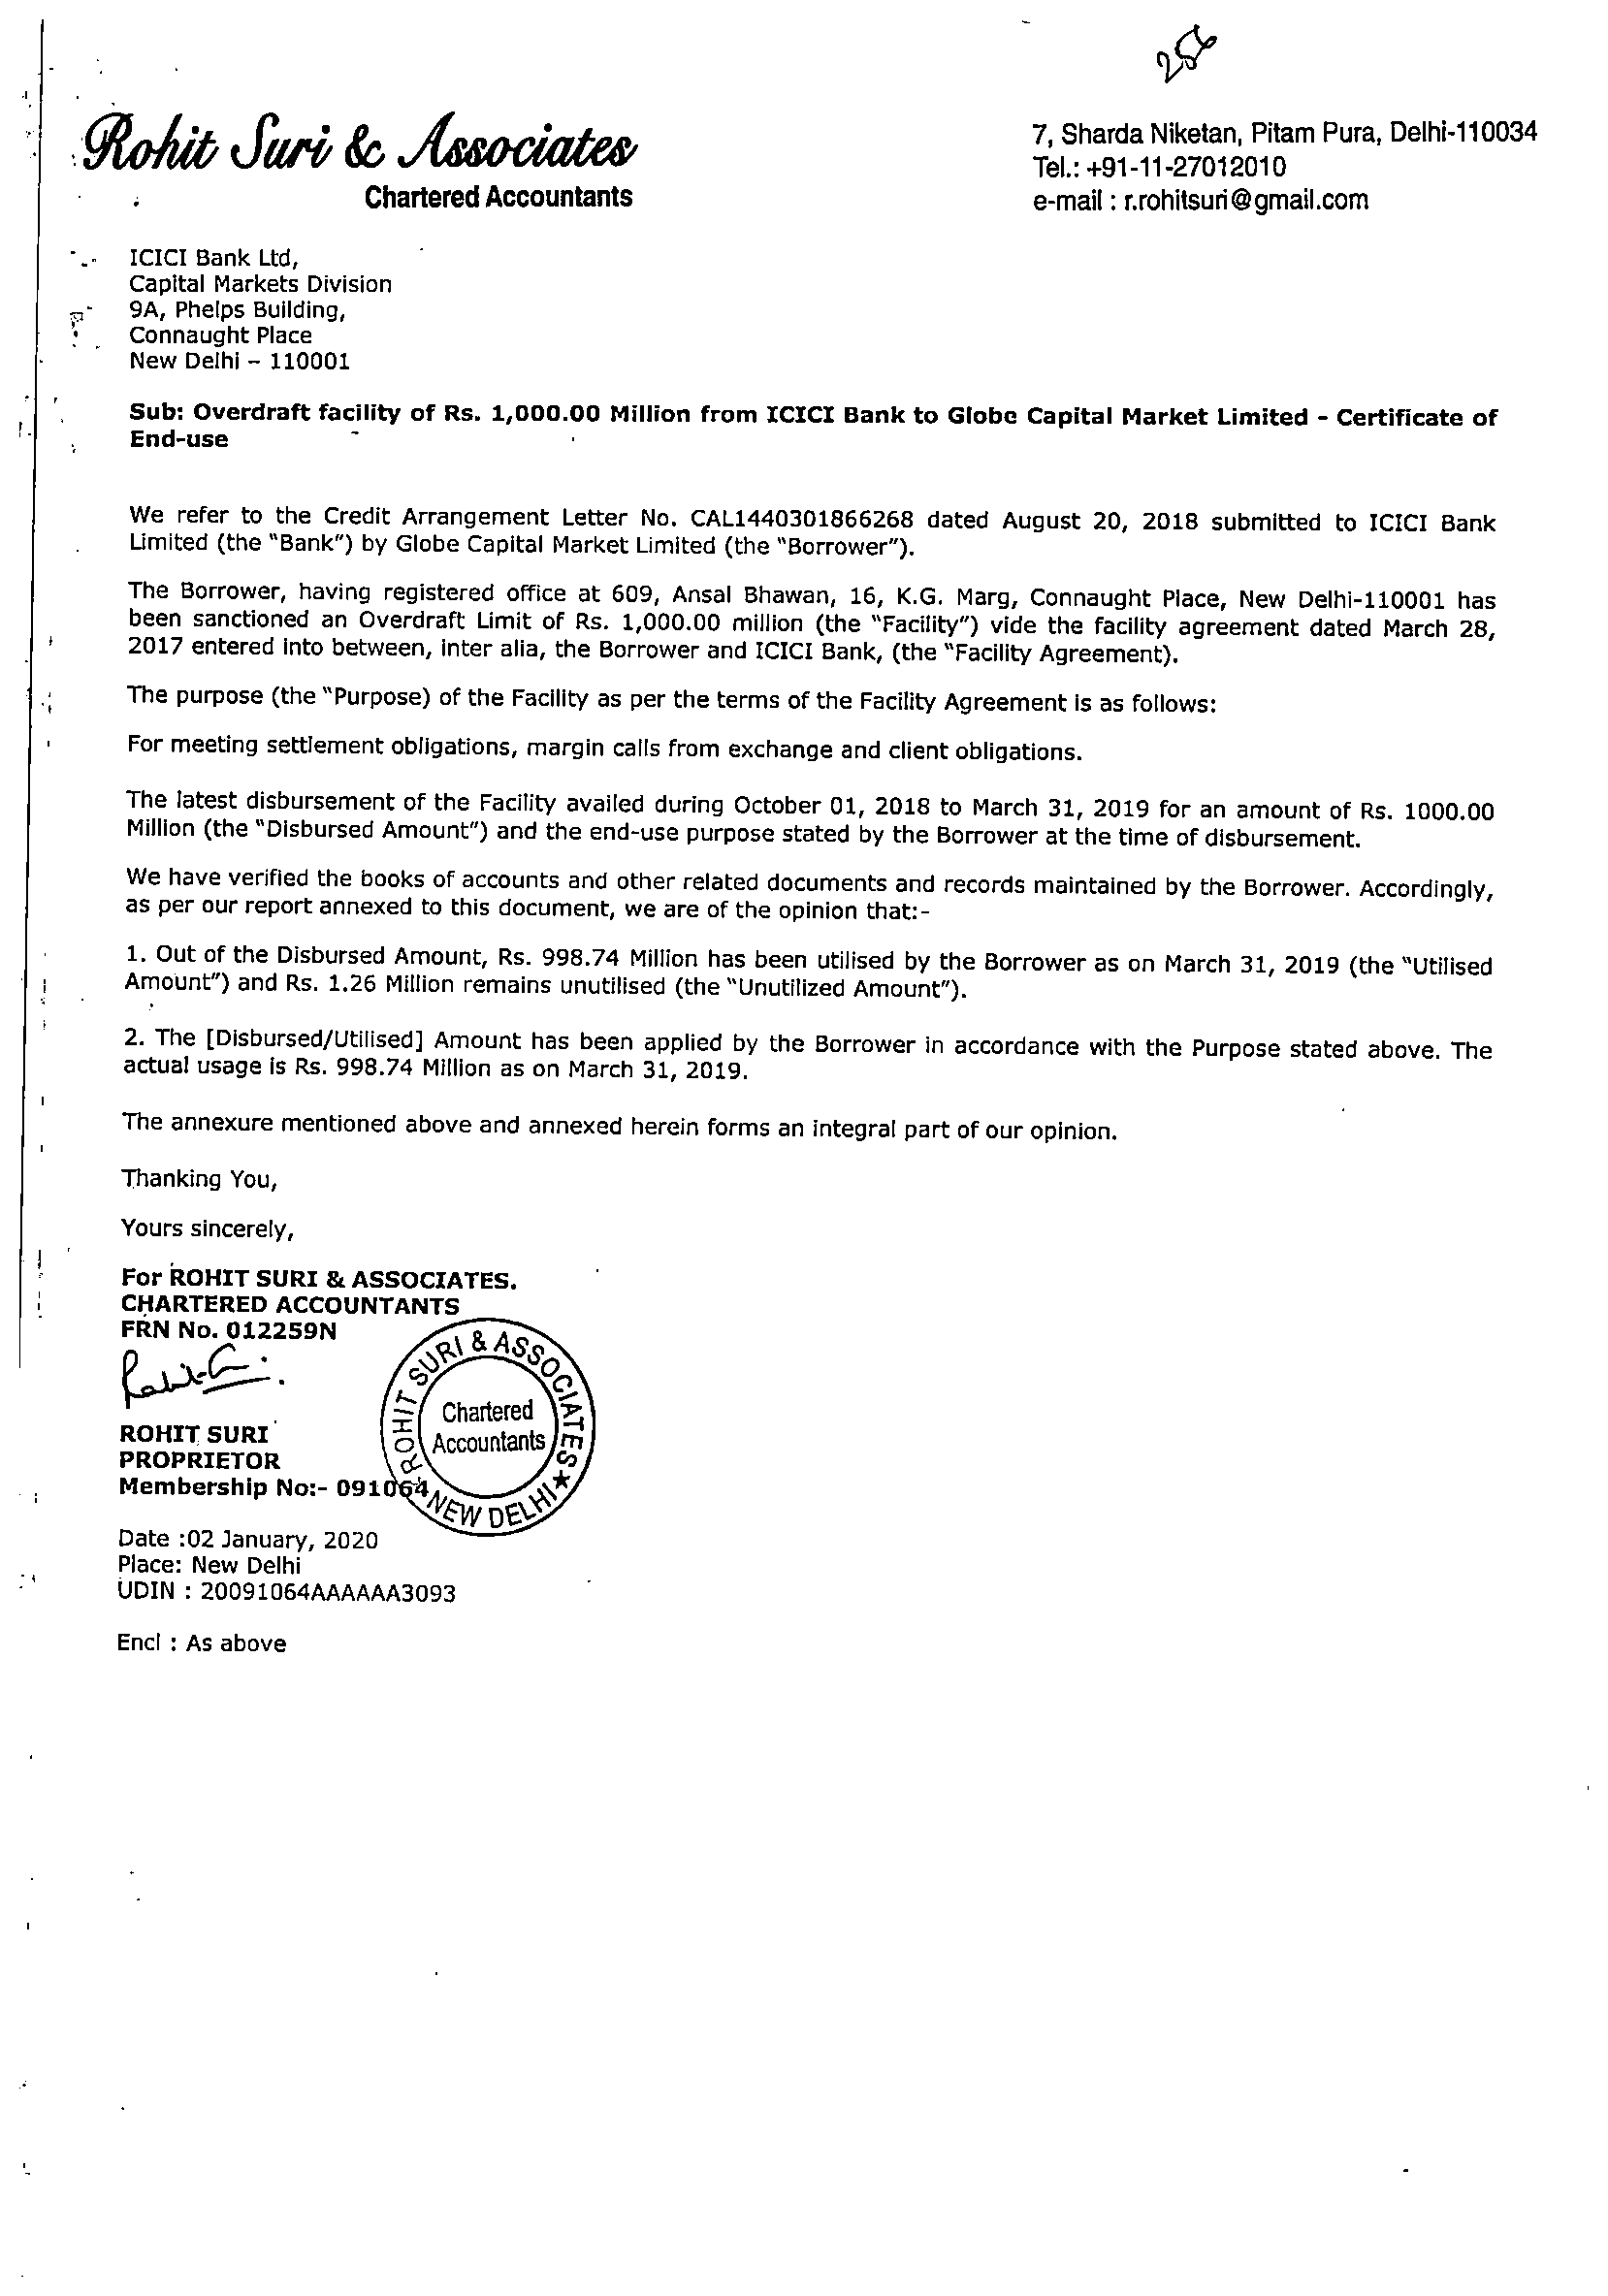 Rohit Suri & Associates
Chartered Accountants
7, Sharda Niketan, Pitam Pura, Delhi-110034
Tel.: +91-11-27012010
e-mail : r.rohitsuri@gmail.com
ICICI Bank Ltd,
Capital Markets Division
9A, Phelps Building,
Connaught Place
New Delhi – 110001
Sub: Overdraft facility of Rs. 1,000.00 Million from ICICI Bank to Globe Capital Market Limited - Certificate of
End-use
We refer to the Credit Arrangement Letter No. CAL1440301866268 dated August 20, 2018 submitted to ICICI Bank
Limited (the "Bank") by Globe Capital Market Limited (the "Borrower").
The Borrower, having registered office at 609, Ansal Bhawan, 16, K.G. Marg, Connaught Place, New Delhi-110001 has
been sanctioned an Overdraft Limit of Rs. 1,000.00 million (the "Facility") vide the facility agreement dated March 28,
2017 entered into between, inter alia, the Borrower and ICICI Bank, (the "Facility Agreement).
The purpose (the "Purpose) of the Facility as per the terms of the Facility Agreement is as follows:
For meeting settlement obligations, margin calls from exchange and client obligations.
The latest disbursement of the Facility availed during October 01, 2018 to March 31, 2019 for an amount of Rs. 1000.00
Million (the "Disbursed Amount") and the end-use purpose stated by the Borrower at the time of disbursement.
We have verified the books of accounts and other related documents and records maintained by the Borrower. Accordingly,
as per our report annexed to this document, we are of the opinion that:-
1. Out of the Disbursed Amount, Rs. 998.74 Million has been utilised by the Borrower as on March 31, 2019 (the "Utilised
Amount") and Rs. 1.26 Million remains unutilised (the "Unutilized Amount").
2. The [Disbursed/Utilised] Amount has been applied by the Borrower in accordance with the Purpose stated above. The
actual usage is Rs. 998.74 Million as on March 31, 2019.
The annexure mentioned above and annexed herein forms an integral part of our opinion.
Thanking You,
Yours sincerely,
For ROHIT SURI & ASSOCIATES.
CHARTERED ACCOUNTANTS
FRN No. 012259N
ROHIT SURI & ASSOCIATES
Chartered
Accountants
★ NEW DELHI ★
ROHIT SURI
PROPRIETOR
Membership No:- 091064
Date :02 January, 2020
Place: New Delhi
UDIN : 20091064AAAAAA3093
Encl : As above